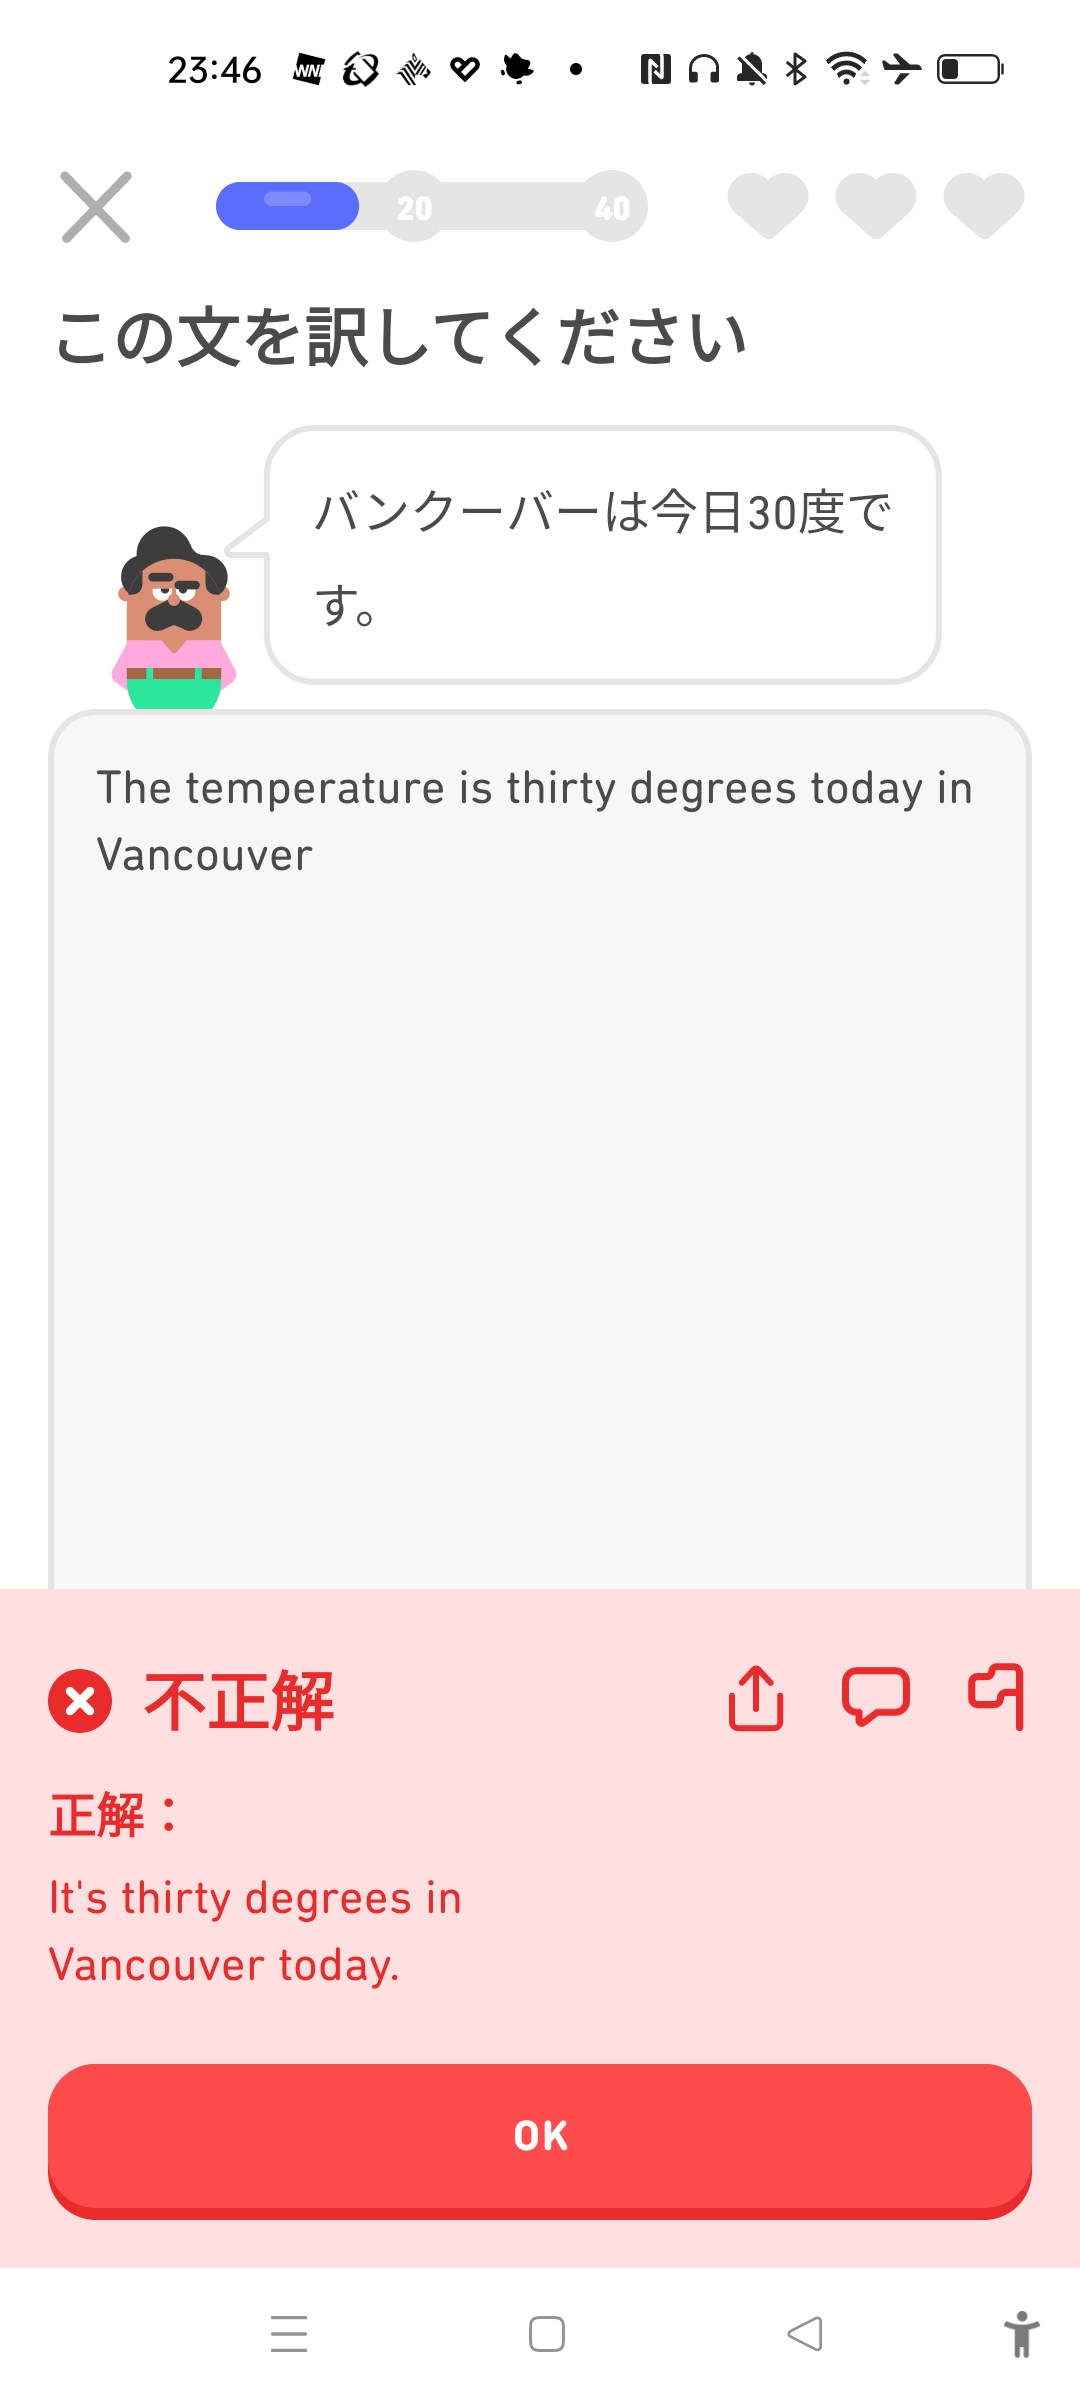 23:46
20
40
この文を訳してください
バンクーバーは今日30度で
す。
The temperature is thirty degrees today in
Vancouver
不正解
正解：
It's thirty degrees in
Vancouver today.
OK